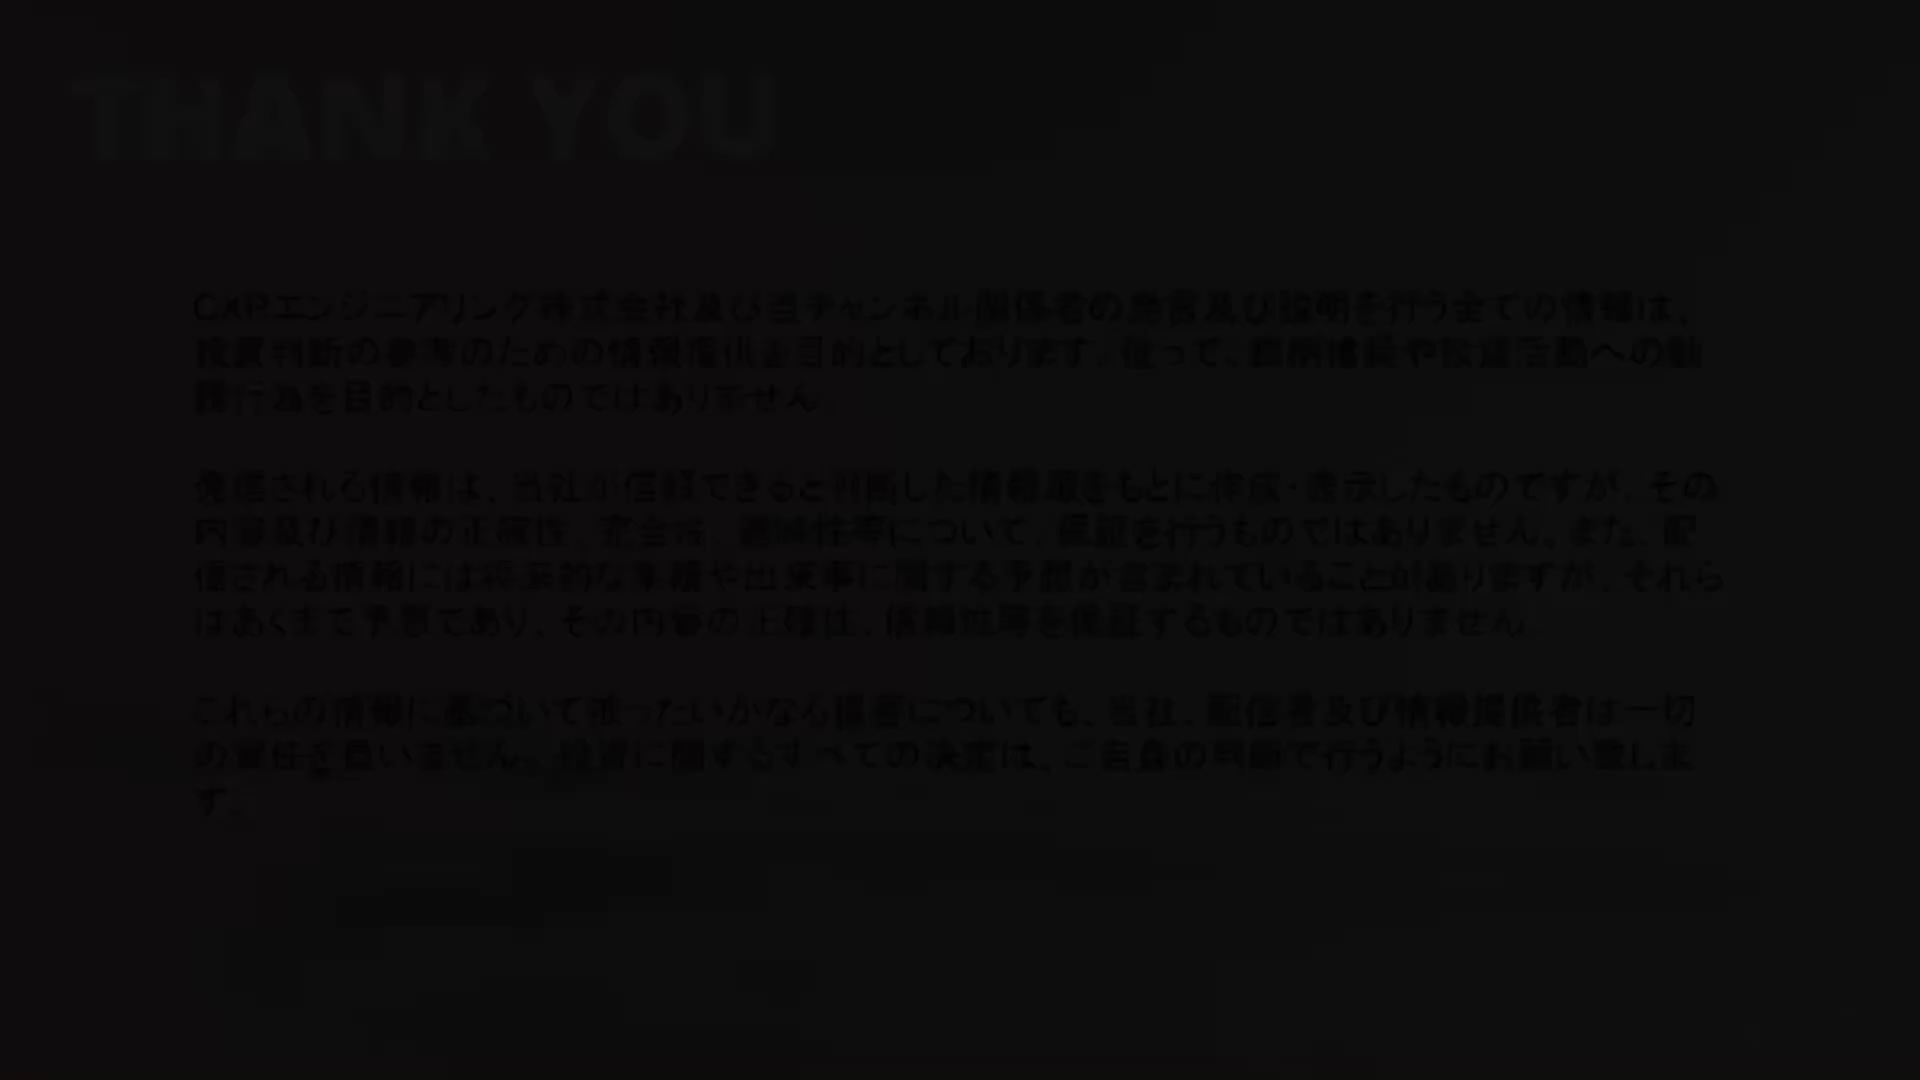 THANK YOU
CXRエンジニアリング株式会社及び当チャンネル関係者の発言及び説明を行う全ての情報は、
投資判断の参考のための情報提供を目的としております。従って、銘柄推奨や投資活動への勧
誘行為を目的としたものではありません。
発信される情報は、当社が信頼できると判断した情報源をもとに作成・表示したものですが、その
内容及び情報の正確性、完全性、適時性等について、保証を行うものではありません。また、配
信される情報には将来的な業績や出来事に関する予想が含まれていることがありますが、それら
はあくまで予想であり、その内容の正確性、信頼性等を保証するものではありません。
これらの情報に基づいて被ったいかなる損害についても、当社、配信者及び情報提供者は一切
の責任を負いません。投資に関するすべての決定は、ご自身の判断で行うようにお願い致しま
す。